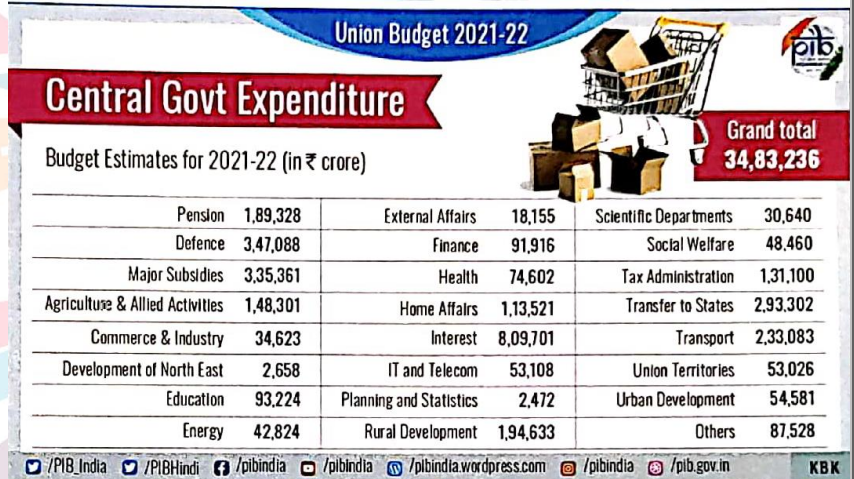 Union Budget 2021-22
pib
Central Govt Expenditure
Grand total
34,83,236
Budget Estimates for 2021-22 (in ₹ crore)
Pension 1,89,328 External Affairs 18,155 Scientific Departments 30,640
Defence 3,47,088 Finance 91,916 Social Welfare 48,460
Major Subsidies 3,35,361 Health 74,602 Tax Administration 1,31,100
Agriculture & Allied Activities 1,48,301 Home Affairs 1,13,521 Transfer to States 2,93,302
Commerce & Industry 34,623 Interest 8,09,701 Transport 2,33,083
Development of North East 2,658 IT and Telecom 53,108 Union Territories 53,026
Education 93,224 Planning and Statistics 2,472 Urban Development 54,581
Energy 42,824 Rural Development 1,94,633 Others 87,528
/PIB_India /PIBHindi /pibindia /pibindia /pibindia.wordpress.com /pibindia /pib.gov.in KBK